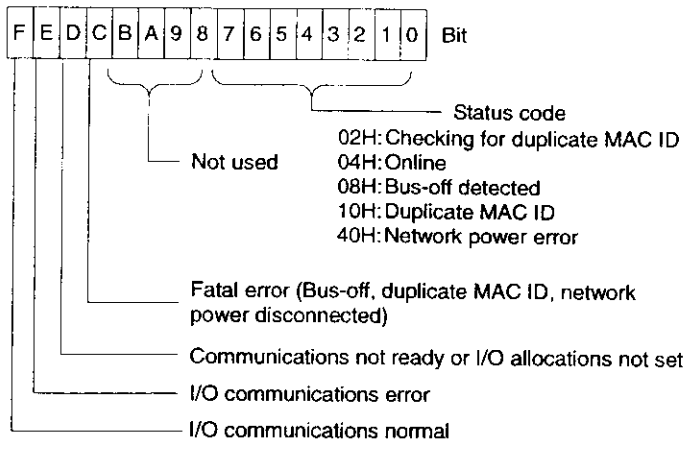 F E D C B A 9 8 7 6 5 4 3 2 1 0 Bit
Status code
02H: Checking for duplicate MAC ID
Not used
04H: Online
08H: Bus-off detected
10H: Duplicate MAC ID
40H: Network power error
Fatal error (Bus-off, duplicate MAC ID, network
power disconnected)
Communications not ready or I/O allocations not set
I/O communications error
I/O communications normal